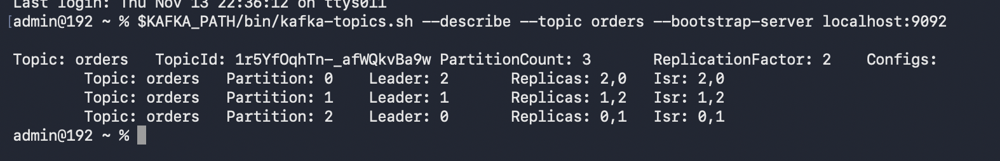 Last login: Thu Nov 13 22:36:12 on ttys011
[admin@192 ~ % $KAFKA_PATH/bin/kafka-topics.sh --describe --topic orders --bootstrap-server localhost:9092
Topic: orders TopicId: 1r5YfOqhTn-_afWQkvBa9w PartitionCount: 3 ReplicationFactor: 2 Configs:
Topic: orders Partition: 0 Leader: 2 Replicas: 2,0 Isr: 2,0
Topic: orders Partition: 1 Leader: 1 Replicas: 1,2 Isr: 1,2
Topic: orders Partition: 2 Leader: 0 Replicas: 0,1 Isr: 0,1
admin@192 ~ %